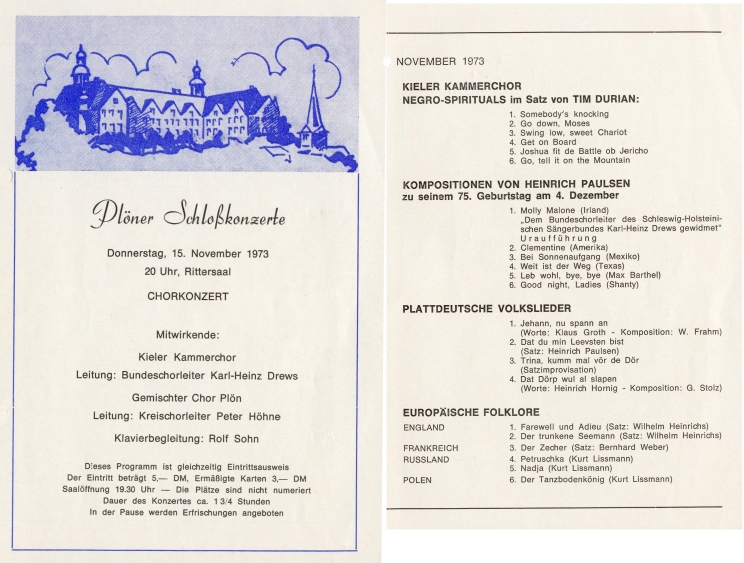 Plöner Schloßkonzerte
Donnerstag, 15. November 1973
20 Uhr, Rittersaal
CHORKONZERT
Mitwirkende:
Kieler Kammerchor
Leitung: Bundeschorleiter Karl-Heinz Drews
Gemischter Chor Plön
Leitung: Kreischorleiter Peter Höhne
Klavierbegleitung: Rolf Sohn
Dieses Programm ist gleichzeitig Eintrittsausweis
Der Eintritt beträgt 5,— DM, Ermäßigte Karten 3,— DM
Saalöffnung 19.30 Uhr — Die Plätze sind nicht numeriert
Dauer des Konzertes ca. 1 3/4 Stunden
In der Pause werden Erfrischungen angeboten
NOVEMBER 1973
KIELER KAMMERCHOR
NEGRO-SPIRITUALS im Satz von TIM DURIAN:
1. Somebody's knocking
2. Go down, Moses
3. Swing low, sweet Chariot
4. Get on Board
5. Joshua fit de Battle ob Jericho
6. Go, tell it on the Mountain
KOMPOSITIONEN VON HEINRICH PAULSEN
zu seinem 75. Geburtstag am 4. Dezember
1. Molly Malone (Irland)
„Dem Bundeschorleiter des Schleswig-Holsteini-
schen Sängerbundes Karl-Heinz Drews gewidmet"
Uraufführung
2. Clementine (Amerika)
3. Bei Sonnenaufgang (Mexiko)
4. Weit ist der Weg (Texas)
5. Leb wohl, bye, bye (Max Barthel)
6. Good night, Ladies (Shanty)
PLATTDEUTSCHE VOLKSLIEDER
1. Jehann, nu spann an
(Worte: Klaus Groth - Komposition: W. Frahm)
2. Dat du min Leevsten bist
(Satz: Heinrich Paulsen)
3. Trina, kumm mal vör de Dör
(Satzimprovisation)
4. Dat Dörp wul al slapen
(Worte: Heinrich Hornig - Komposition: G. Stolz)
EUROPÄISCHE FOLKLORE
ENGLAND 1. Farewell und Adieu (Satz: Wilhelm Heinrichs)
2. Der trunkene Seemann (Satz: Wilhelm Heinrichs)
FRANKREICH 3. Der Zecher (Satz: Bernhard Weber)
RUSSLAND 4. Petruschka (Kurt Lissmann)
5. Nadja (Kurt Lissmann)
POLEN 6. Der Tanzbodenkönig (Kurt Lissmann)